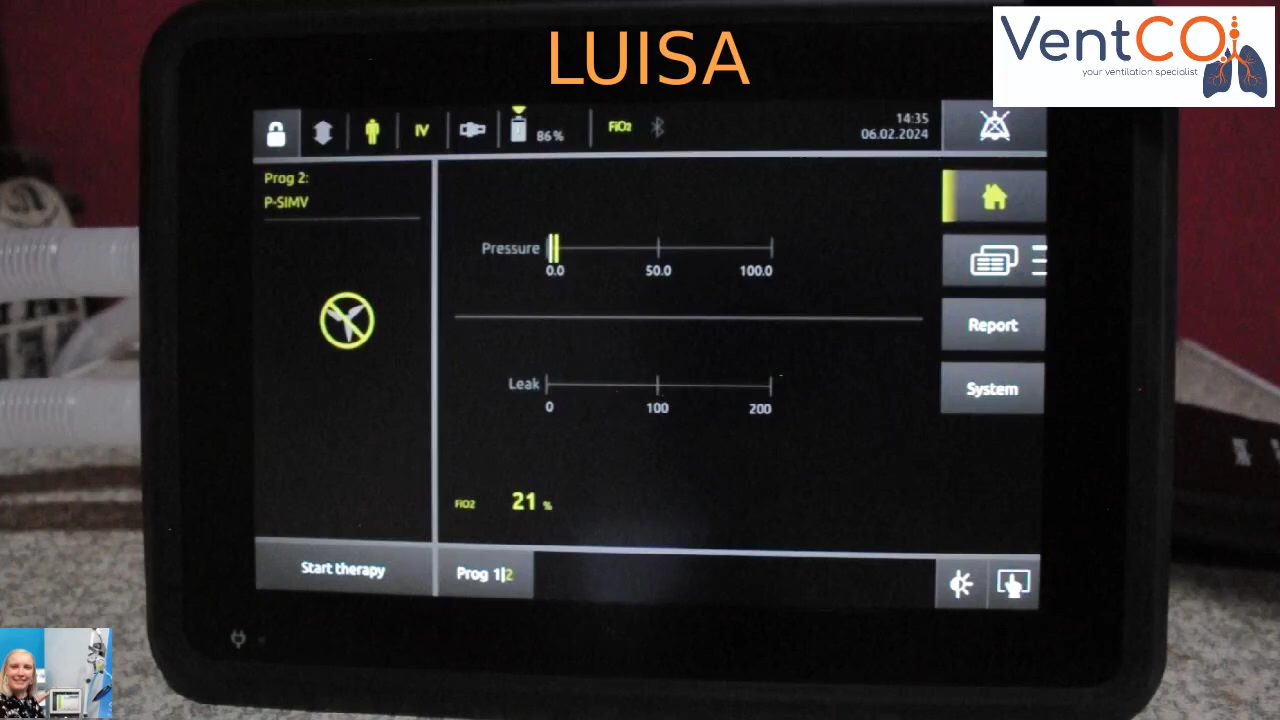 LUISA
VentCO
your ventilation specialist
IV
86%
FiO2
14:35
06.02.2024
Prog 2:
P-SIMV
Pressure
0.0 50.0 100.0
Leak
0 100 200
FiO2 21 %
Report
System
Start therapy
Prog 1|2